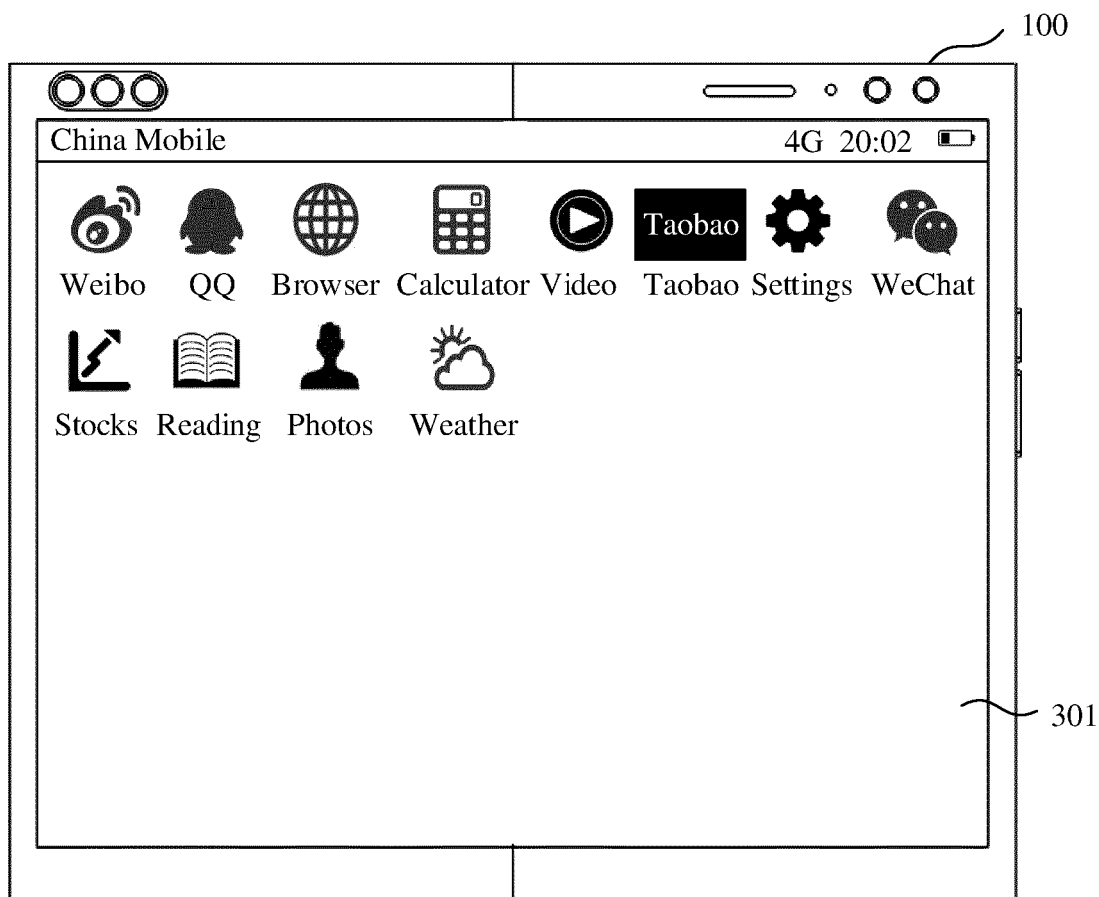 100
China Mobile 4G 20:02
Taobao
Weibo QQ Browser Calculator Video Taobao Settings WeChat
Stocks Reading Photos Weather
301